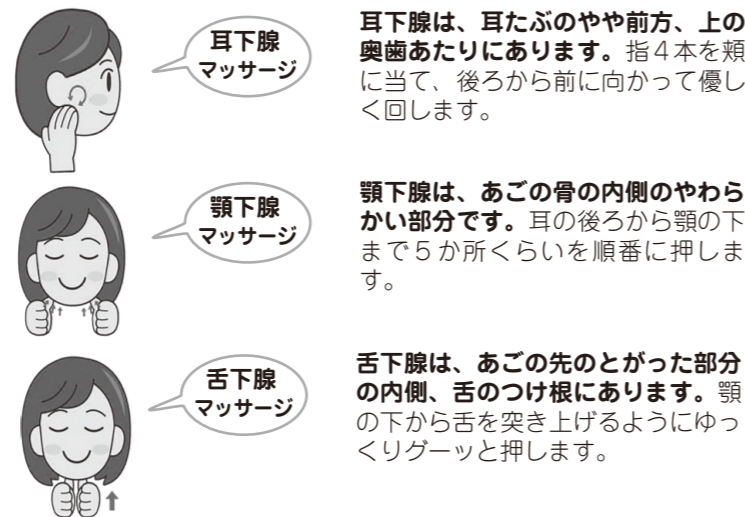 耳下腺
マッサージ
耳下腺は、耳たぶのやや前方、上の
奥歯あたりにあります。指4本を頬
に当て、後ろから前に向かって優し
く回します。
顎下腺
マッサージ
顎下腺は、あごの骨の内側のやわら
かい部分です。耳の後ろから顎の下
まで5か所くらいを順番に押しま
す。
舌下腺
マッサージ
舌下腺は、あごの先のとがった部分
の内側、舌のつけ根にあります。顎
の下から舌を突き上げるようにゆっ
くりグーッと押します。